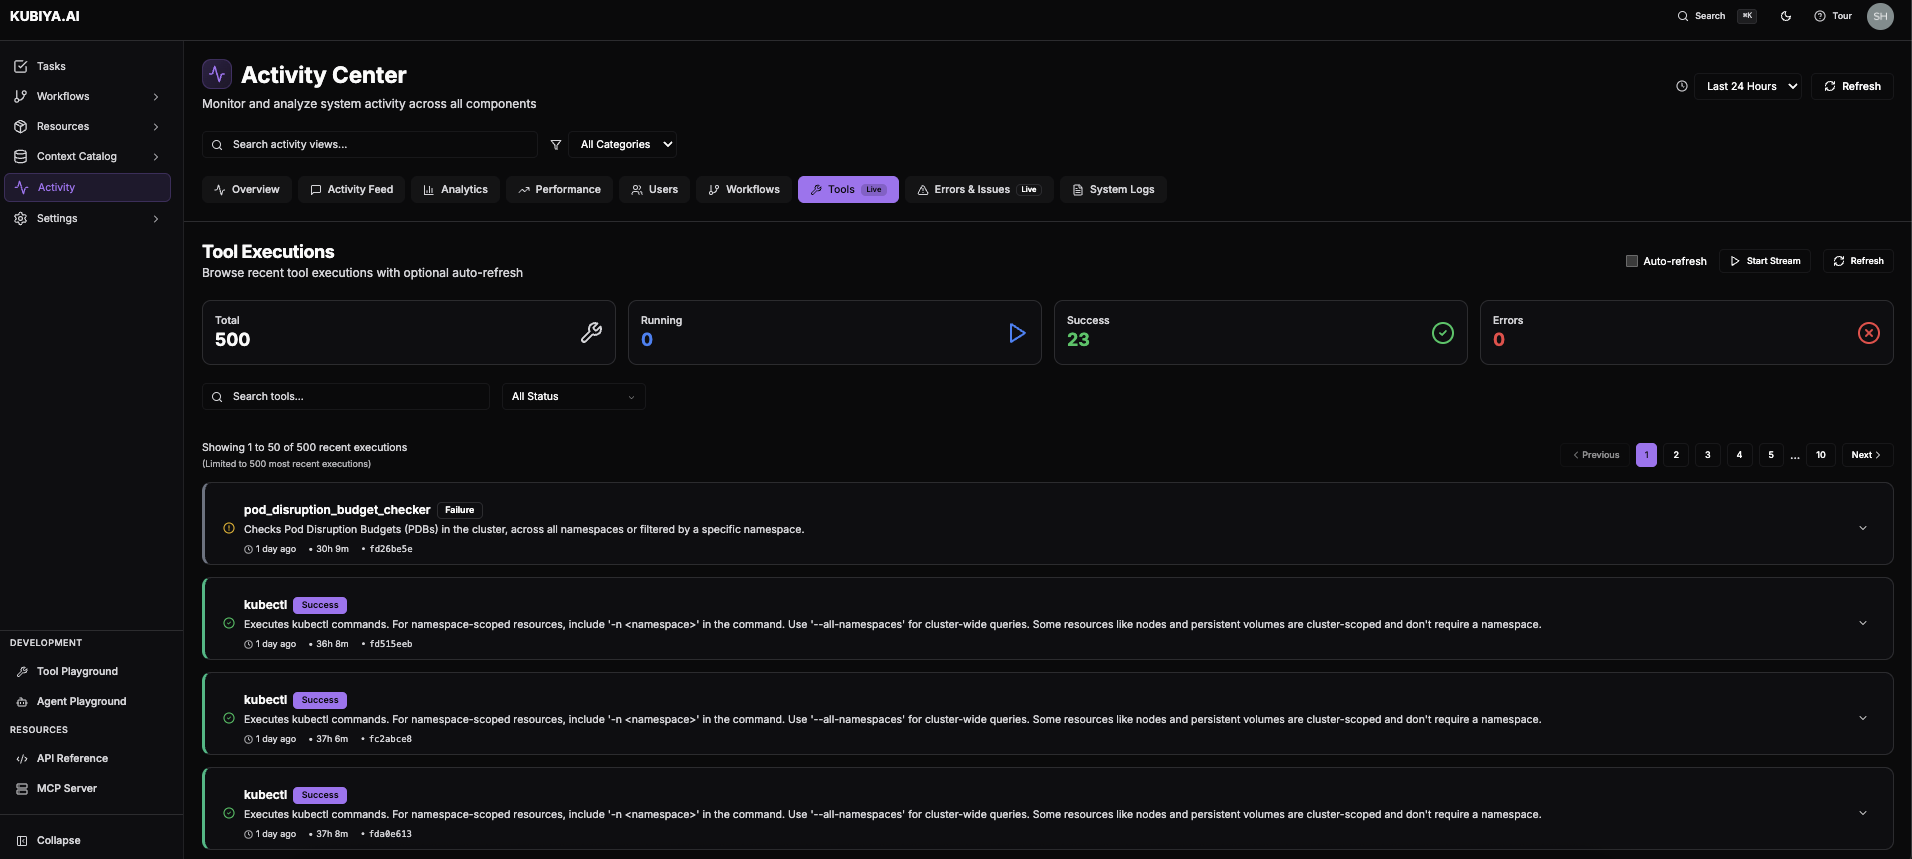 KUBIYA.AI
Search ⌘K Tour SH
Tasks
Workflows
Resources
Context Catalog
Activity
Settings
DEVELOPMENT
Tool Playground
Agent Playground
RESOURCES
API Reference
MCP Server
Collapse
Activity Center
Monitor and analyze system activity across all components
Last 24 Hours Refresh
Search activity views... All Categories
Overview Activity Feed Analytics Performance Users Workflows Tools Live Errors & Issues Live System Logs
Tool Executions
Browse recent tool executions with optional auto-refresh
Auto-refresh Start Stream Refresh
Total
500
Running
0
Success
23
Errors
0
Search tools... All Status
Showing 1 to 50 of 500 recent executions
(Limited to 500 most recent executions)
Previous 1 2 3 4 5 ... 10 Next
pod_disruption_budget_checker Failure
Checks Pod Disruption Budgets (PDBs) in the cluster, across all namespaces or filtered by a specific namespace.
1 day ago • 30h 9m • fd26be5e
kubectl Success
Executes kubectl commands. For namespace-scoped resources, include '-n <namespace>' in the command. Use '--all-namespaces' for cluster-wide queries. Some resources like nodes and persistent volumes are cluster-scoped and don't require a namespace.
1 day ago • 36h 8m • fd515eeb
kubectl Success
Executes kubectl commands. For namespace-scoped resources, include '-n <namespace>' in the command. Use '--all-namespaces' for cluster-wide queries. Some resources like nodes and persistent volumes are cluster-scoped and don't require a namespace.
1 day ago • 37h 6m • fc2abce8
kubectl Success
Executes kubectl commands. For namespace-scoped resources, include '-n <namespace>' in the command. Use '--all-namespaces' for cluster-wide queries. Some resources like nodes and persistent volumes are cluster-scoped and don't require a namespace.
1 day ago • 37h 8m • fda0e613